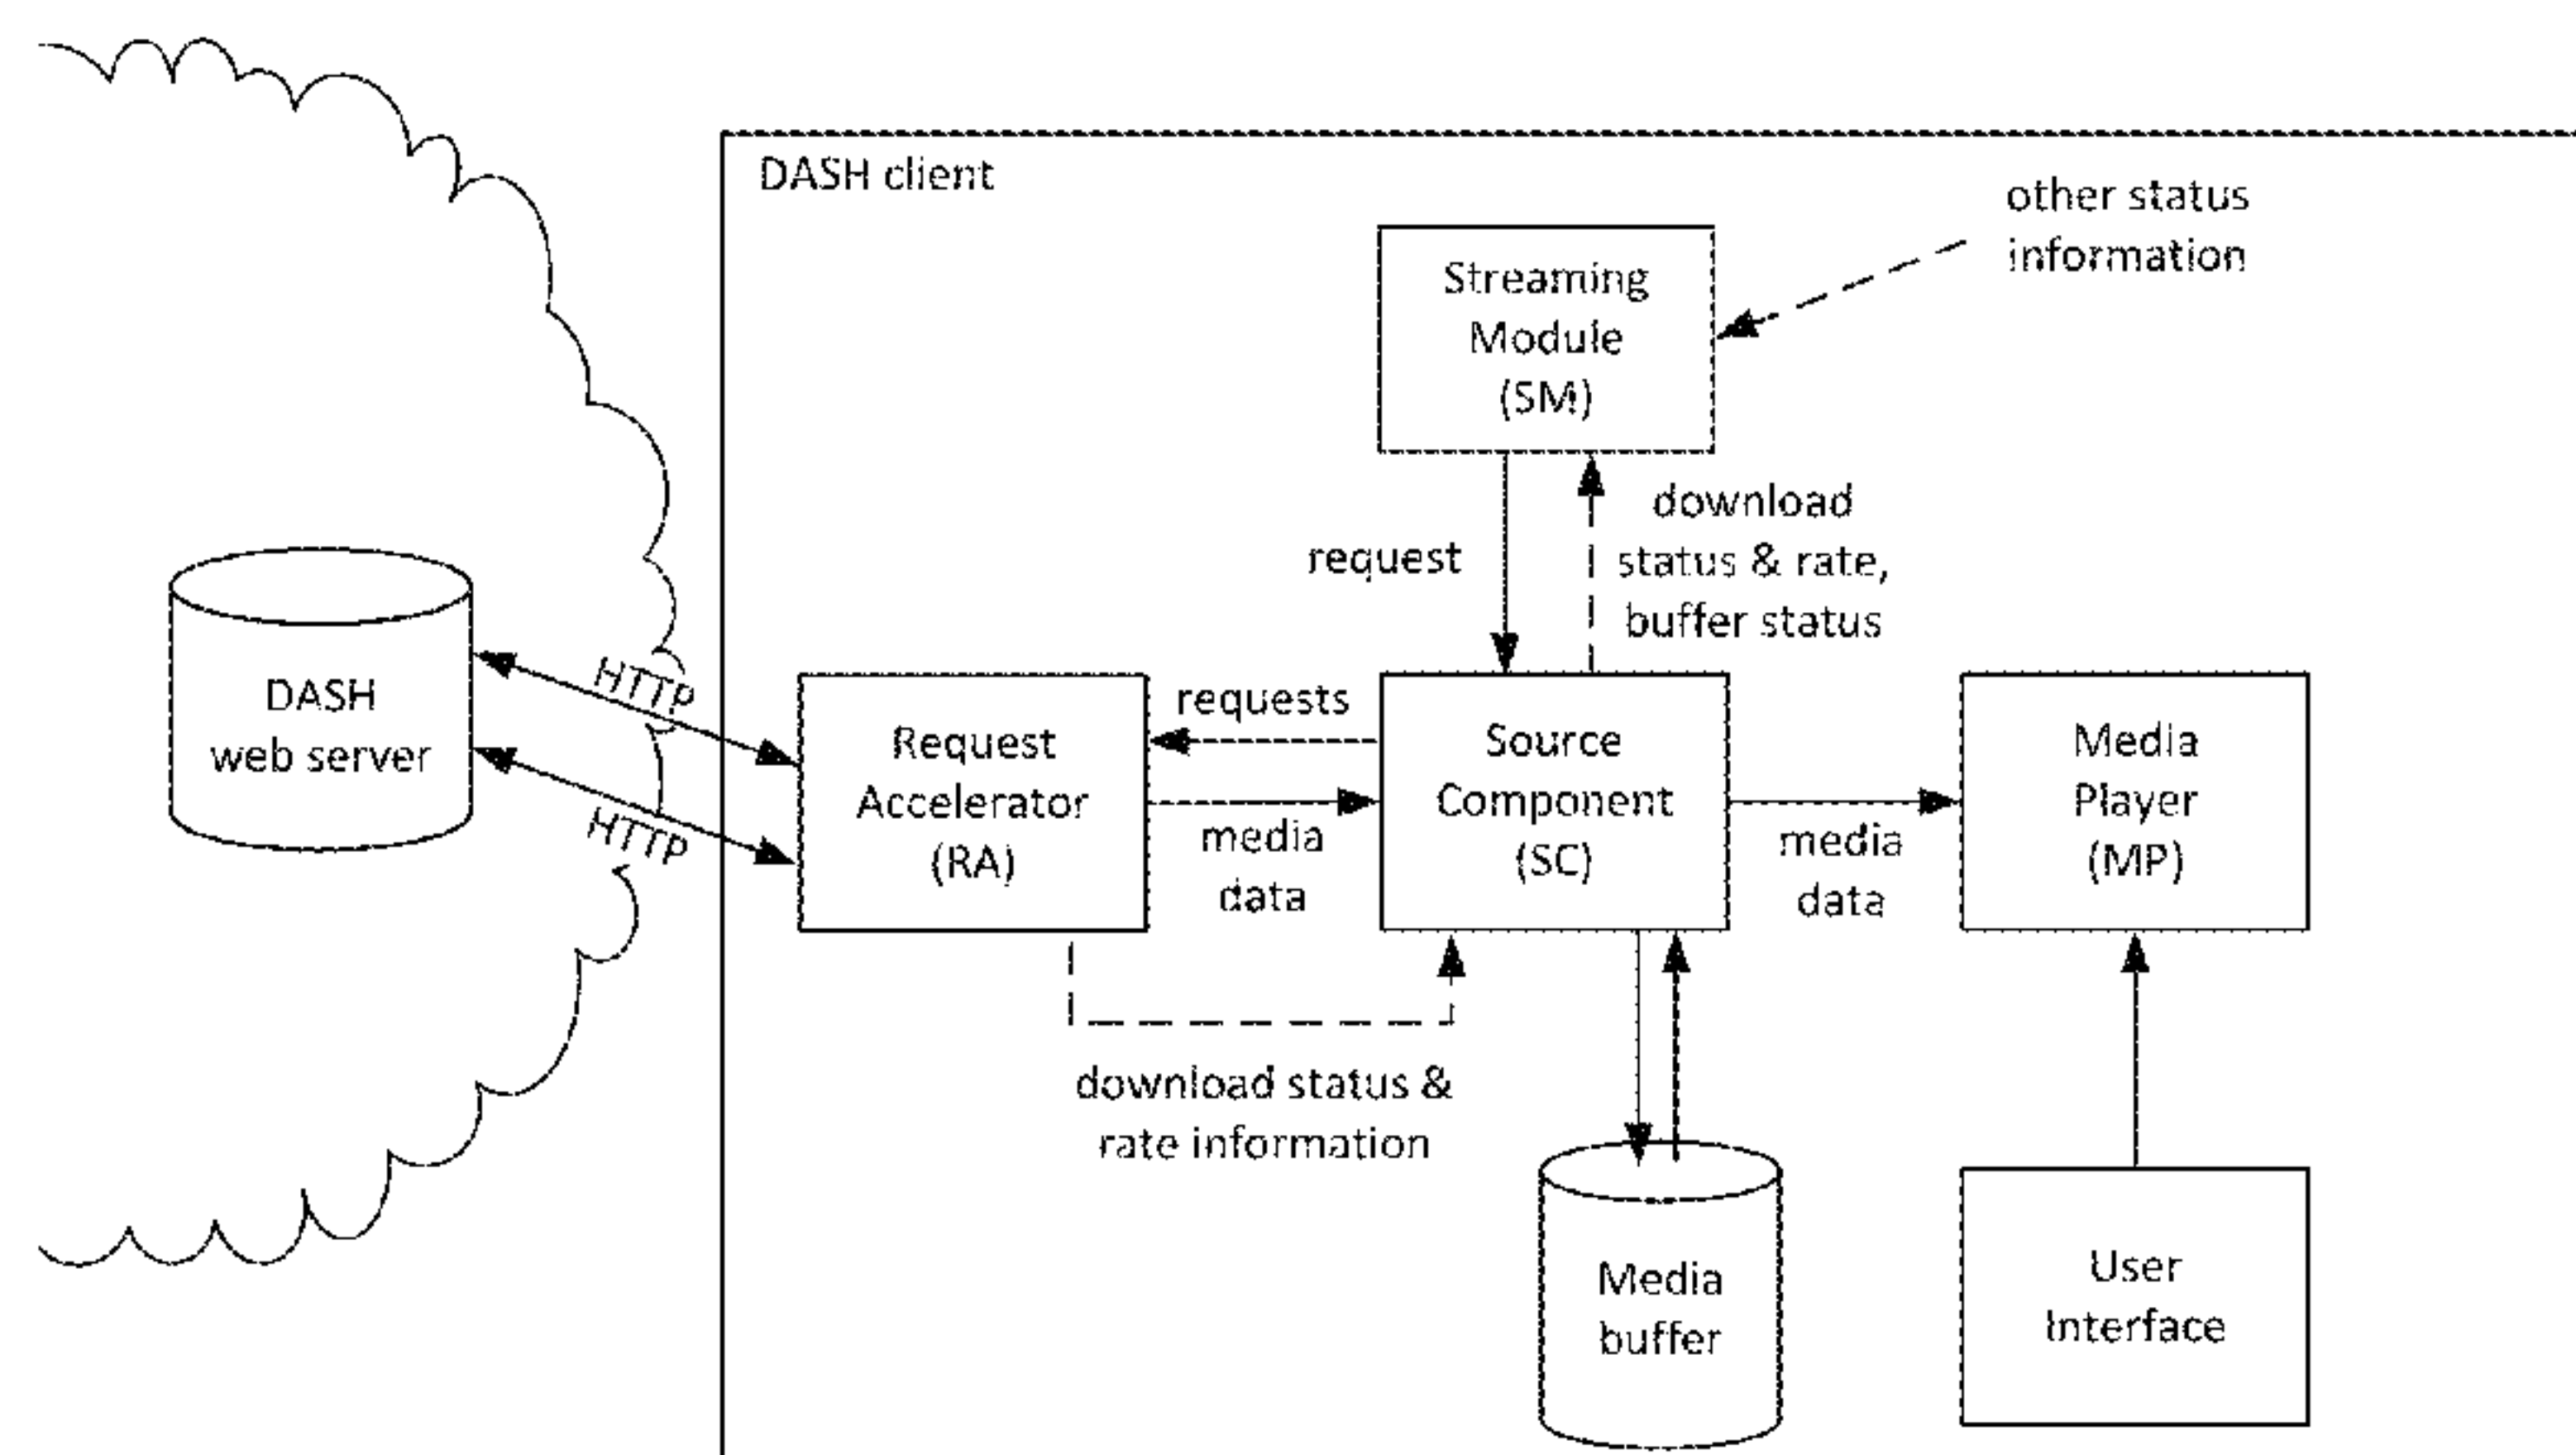 DASH client
other status
information
Streaming
Module
(SM)
request
download
status & rate,
buffer status
DASH
web server
HTTP
HTTP
Request
Accelerator
(RA)
requests
media
data
Source
Component
(SC)
media
data
Media
Player
(MP)
download status &
rate information
Media
buffer
User
Interface